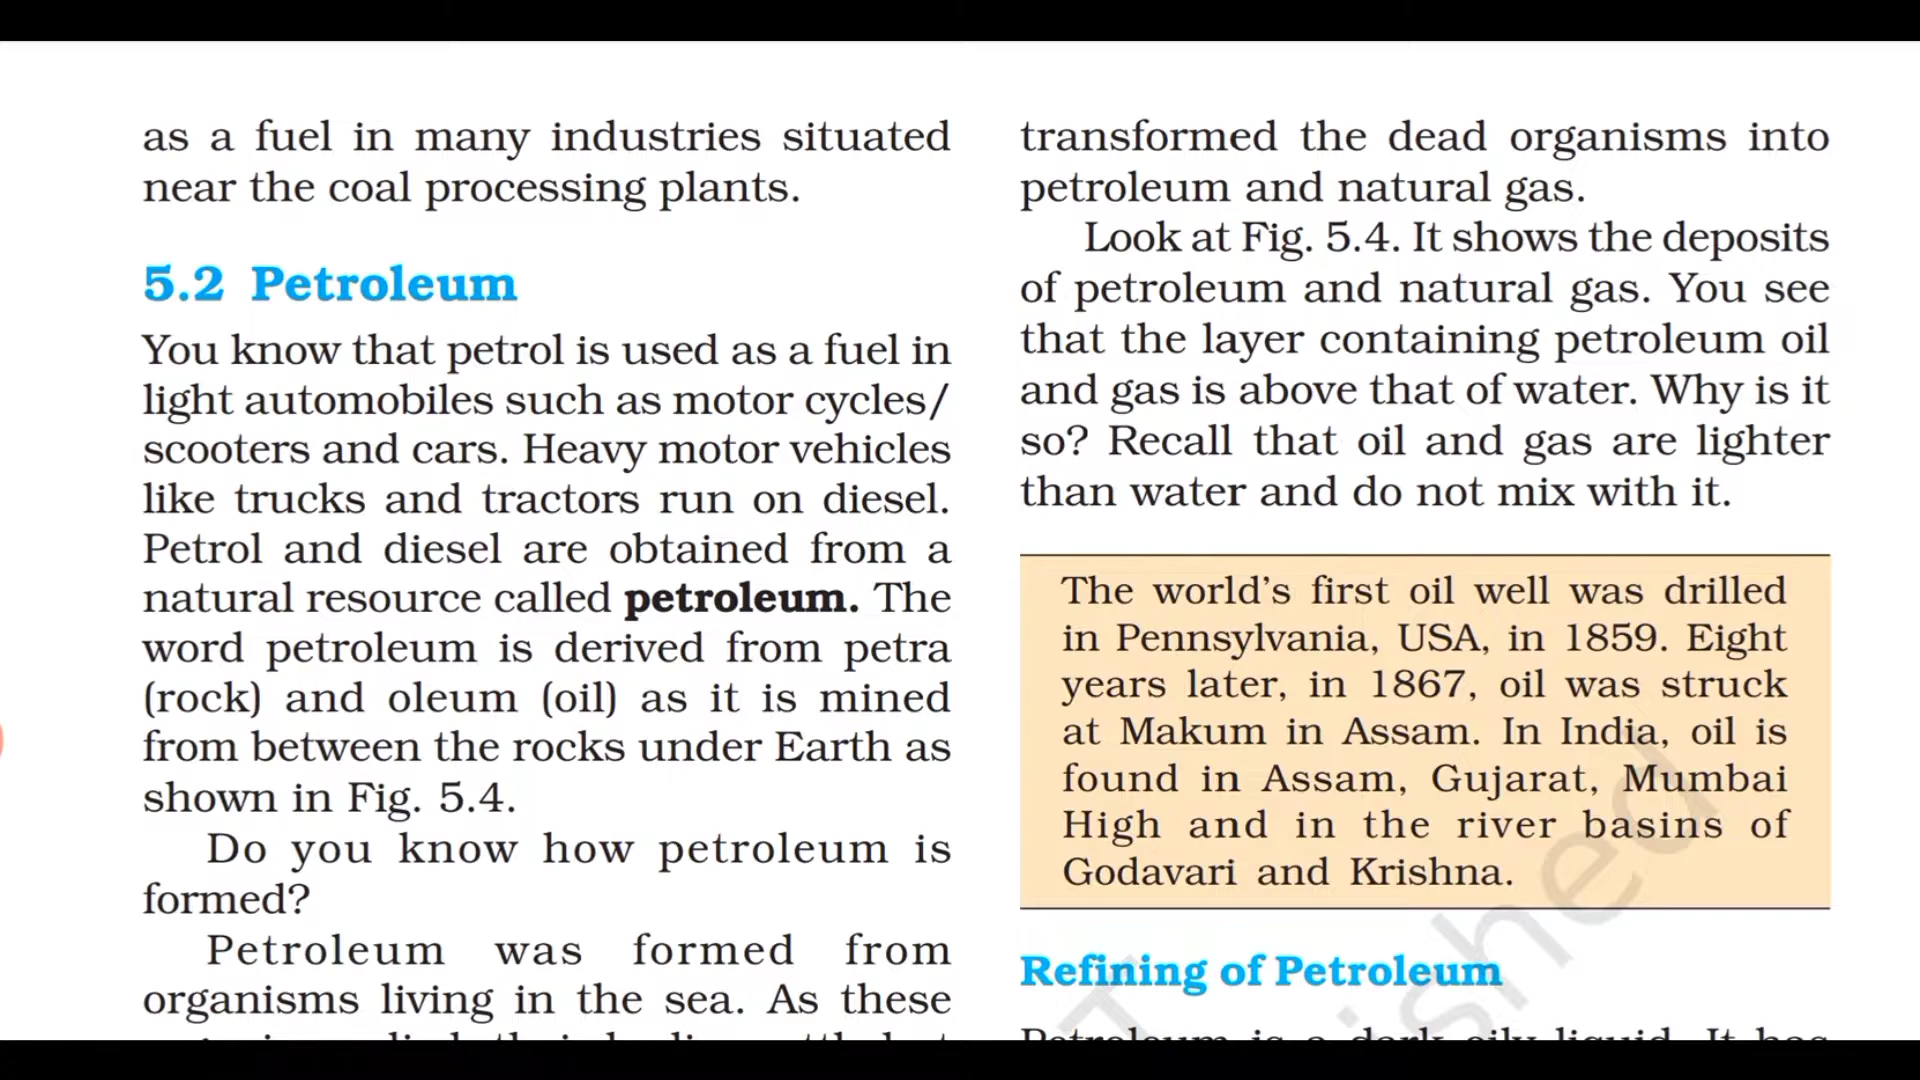 as a fuel in many industries situated
near the coal processing plants.
5.2 Petroleum
You know that petrol is used as a fuel in
light automobiles such as motor cycles/
scooters and cars. Heavy motor vehicles
like trucks and tractors run on diesel.
Petrol and diesel are obtained from a
natural resource called petroleum. The
word petroleum is derived from petra
(rock) and oleum (oil) as it is mined
from between the rocks under Earth as
shown in Fig. 5.4.
Do you know how petroleum is
formed?
Petroleum was formed from
organisms living in the sea. As these
transformed the dead organisms into
petroleum and natural gas.
Look at Fig. 5.4. It shows the deposits
of petroleum and natural gas. You see
that the layer containing petroleum oil
and gas is above that of water. Why is it
so? Recall that oil and gas are lighter
than water and do not mix with it.
The world's first oil well was drilled
in Pennsylvania, USA, in 1859. Eight
years later, in 1867, oil was struck
at Makum in Assam. In India, oil is
found in Assam, Gujarat, Mumbai
High and in the river basins of
Godavari and Krishna.
Refining of Petroleum
Petroleum is a dark oily liquid. It has